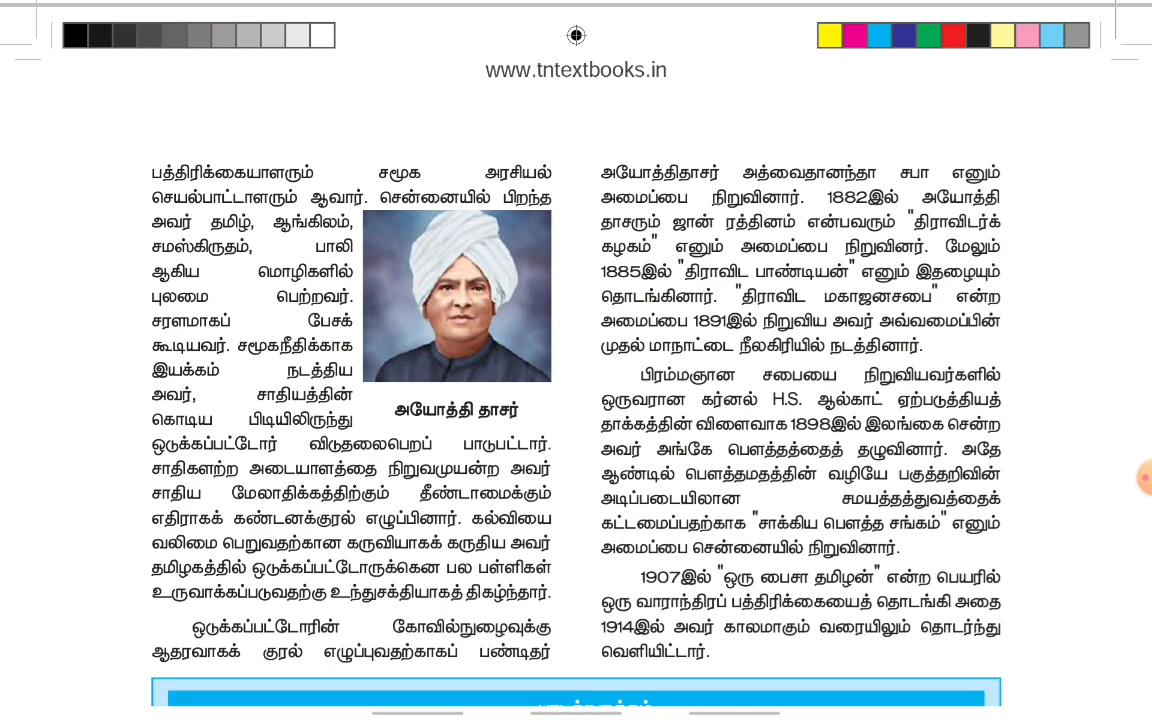 www.tntextbooks.in
பத்திரிக்கையாளரும் சமூக அரசியல்
செயல்பாட்டாளரும் ஆவார். சென்னையில் பிறந்த
அவர் தமிழ், ஆங்கிலம்,
சமஸ்கிருதம், பாலி
ஆகிய மொழிகளில்
புலமை பெற்றவர்.
சரளமாகப் பேசக்
கூடியவர். சமூகநீதிக்காக
இயக்கம் நடத்திய
அவர், சாதியத்தின்
கொடிய பிடியிலிருந்து
அயோத்தி தாசர்
ஒடுக்கப்பட்டோர் விடுதலைபெறப் பாடுபட்டார்.
சாதிகளற்ற அடையாளத்தை நிறுவமுயன்ற அவர்
சாதிய மேலாதிக்கத்திற்கும் தீண்டாமைக்கும்
எதிராகக் கண்டனக்குரல் எழுப்பினார். கல்வியை
வலிமை பெறுவதற்கான கருவியாகக் கருதிய அவர்
தமிழகத்தில் ஒடுக்கப்பட்டோருக்கென பல பள்ளிகள்
உருவாக்கப்படுவதற்கு உந்துசக்தியாகத் திகழ்ந்தார்.
ஒடுக்கப்பட்டோரின் கோவில்நுழைவுக்கு
ஆதரவாகக் குரல் எழுப்புவதற்காகப் பண்டிதர்
அயோத்திதாசர் அத்வைதானந்தா சபா எனும்
அமைப்பை நிறுவினார். 1882இல் அயோத்தி
தாசரும் ஜான் ரத்தினம் என்பவரும் "திராவிடர்க்
கழகம்" எனும் அமைப்பை நிறுவினர். மேலும்
1885இல் "திராவிட பாண்டியன்" எனும் இதழையும்
தொடங்கினார். "திராவிட மகாஜனசபை" என்ற
அமைப்பை 1891இல் நிறுவிய அவர் அவ்வமைப்பின்
முதல் மாநாட்டை நீலகிரியில் நடத்தினார்.
பிரம்மஞான சபையை நிறுவியவர்களில்
ஒருவரான கர்னல் H.S. ஆல்காட் ஏற்படுத்தியத்
தாக்கத்தின் விளைவாக 1898இல் இலங்கை சென்ற
அவர் அங்கே பௌத்தத்தைத் தழுவினார். அதே
ஆண்டில் பௌத்தமதத்தின் வழியே பகுத்தறிவின்
அடிப்படையிலான சமயத்தத்துவத்தைக்
கட்டமைப்பதற்காக "சாக்கிய பௌத்த சங்கம்" எனும்
அமைப்பை சென்னையில் நிறுவினார்.
1907இல் "ஒரு பைசா தமிழன்" என்ற பெயரில்
ஒரு வாராந்திரப் பத்திரிக்கையைத் தொடங்கி அதை
1914இல் அவர் காலமாகும் வரையிலும் தொடர்ந்து
வெளியிட்டார்.